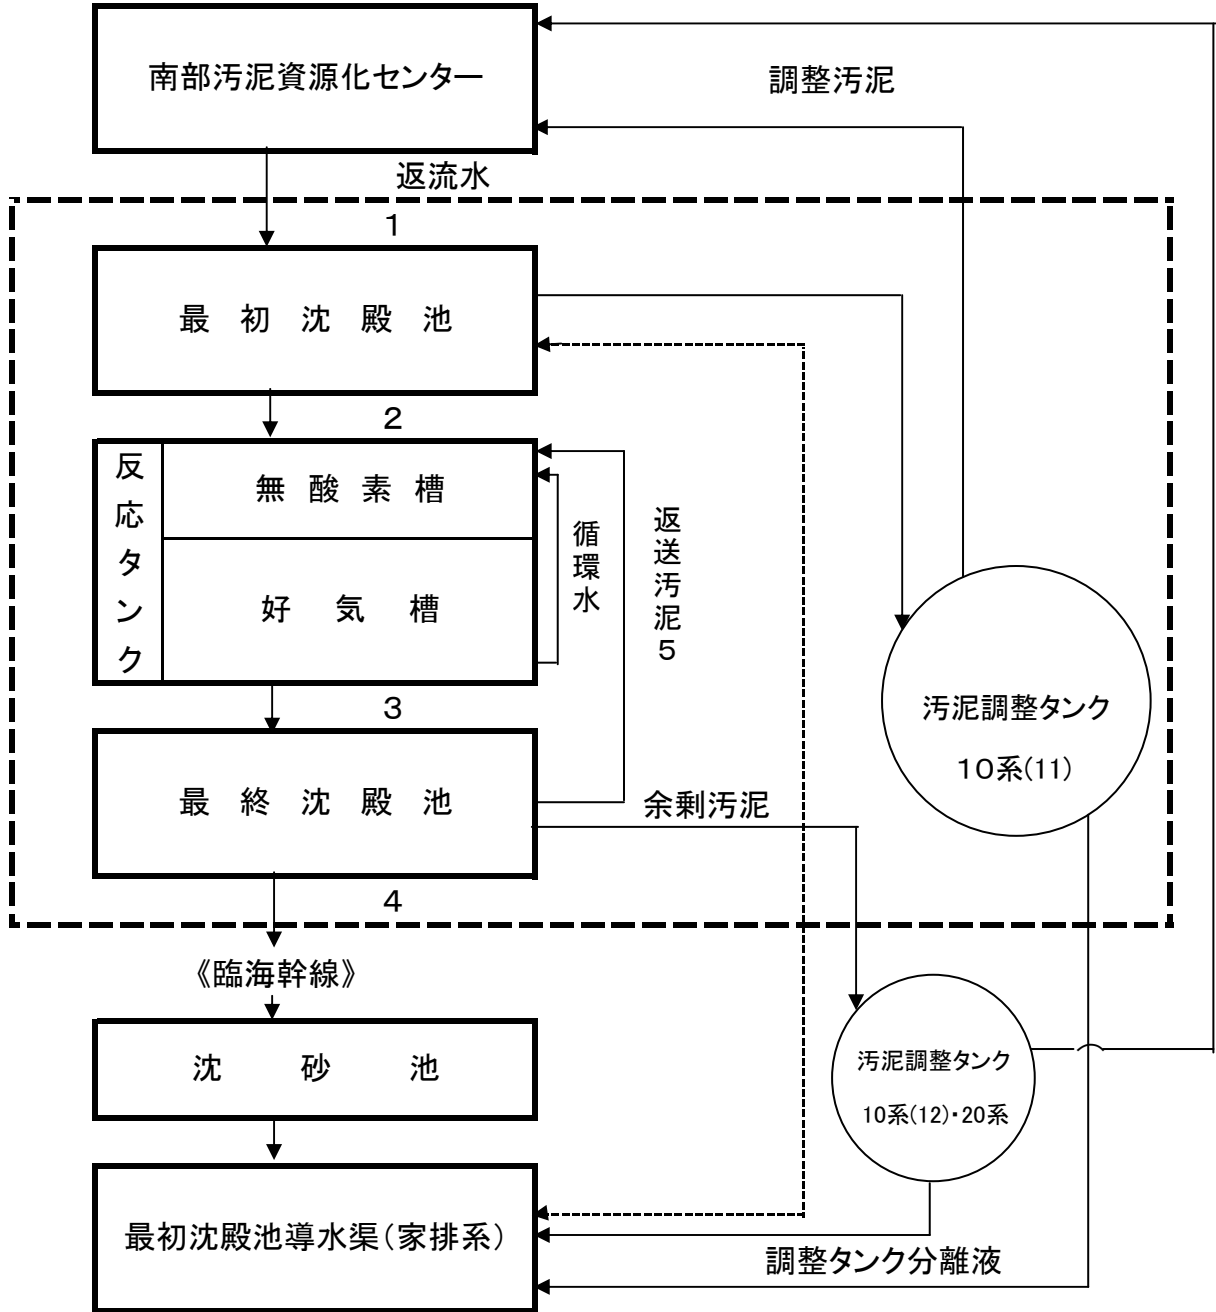 南部汚泥資源化センター
調整汚泥
返流水
１
最初沈殿池
２
反応タンク
無酸素槽
好気槽
循環水
返送汚泥５
３
汚泥調整タンク
１０系(11)
最終沈殿池
余剰汚泥
４
《臨海幹線》
沈砂池
汚泥調整タンク
10系(12)・20系
最初沈殿池導水渠（家排系）
調整タンク分離液